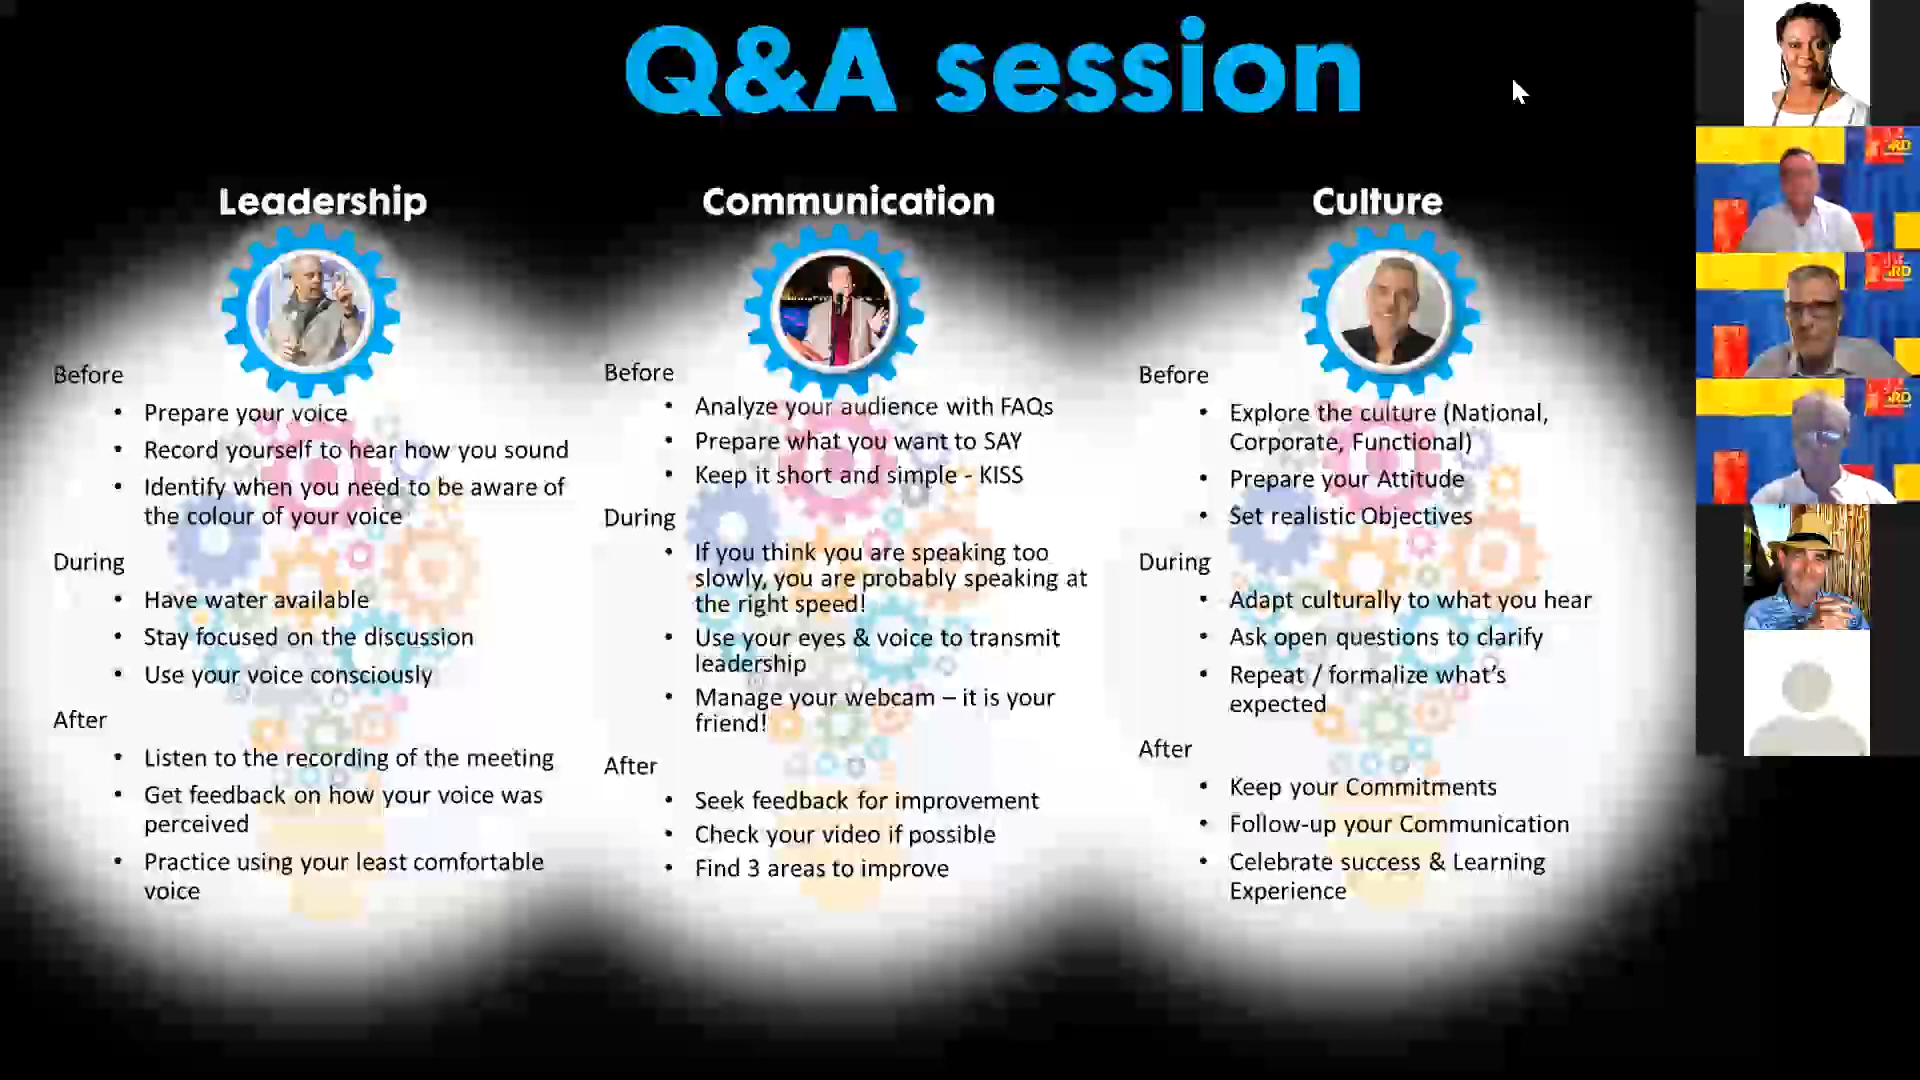 Q&A session
Leadership
Before
• Prepare your voice
• Record yourself to hear how you sound
• Identify when you need to be aware of
the colour of your voice
During
• Have water available
• Stay focused on the discussion
• Use your voice consciously
After
• Listen to the recording of the meeting
• Get feedback on how your voice was
perceived
• Practice using your least comfortable
voice
Communication
Before
• Analyze your audience with FAQs
• Prepare what you want to SAY
• Keep it short and simple - KISS
During
• If you think you are speaking too
slowly, you are probably speaking at
the right speed!
• Use your eyes & voice to transmit
leadership
• Manage your webcam – it is your
friend!
After
• Seek feedback for improvement
• Check your video if possible
• Find 3 areas to improve
Culture
Before
• Explore the culture (National,
Corporate, Functional)
• Prepare your Attitude
• Set realistic Objectives
During
• Adapt culturally to what you hear
• Ask open questions to clarify
• Repeat / formalize what’s
expected
After
• Keep your Commitments
• Follow-up your Communication
• Celebrate success & Learning
Experience